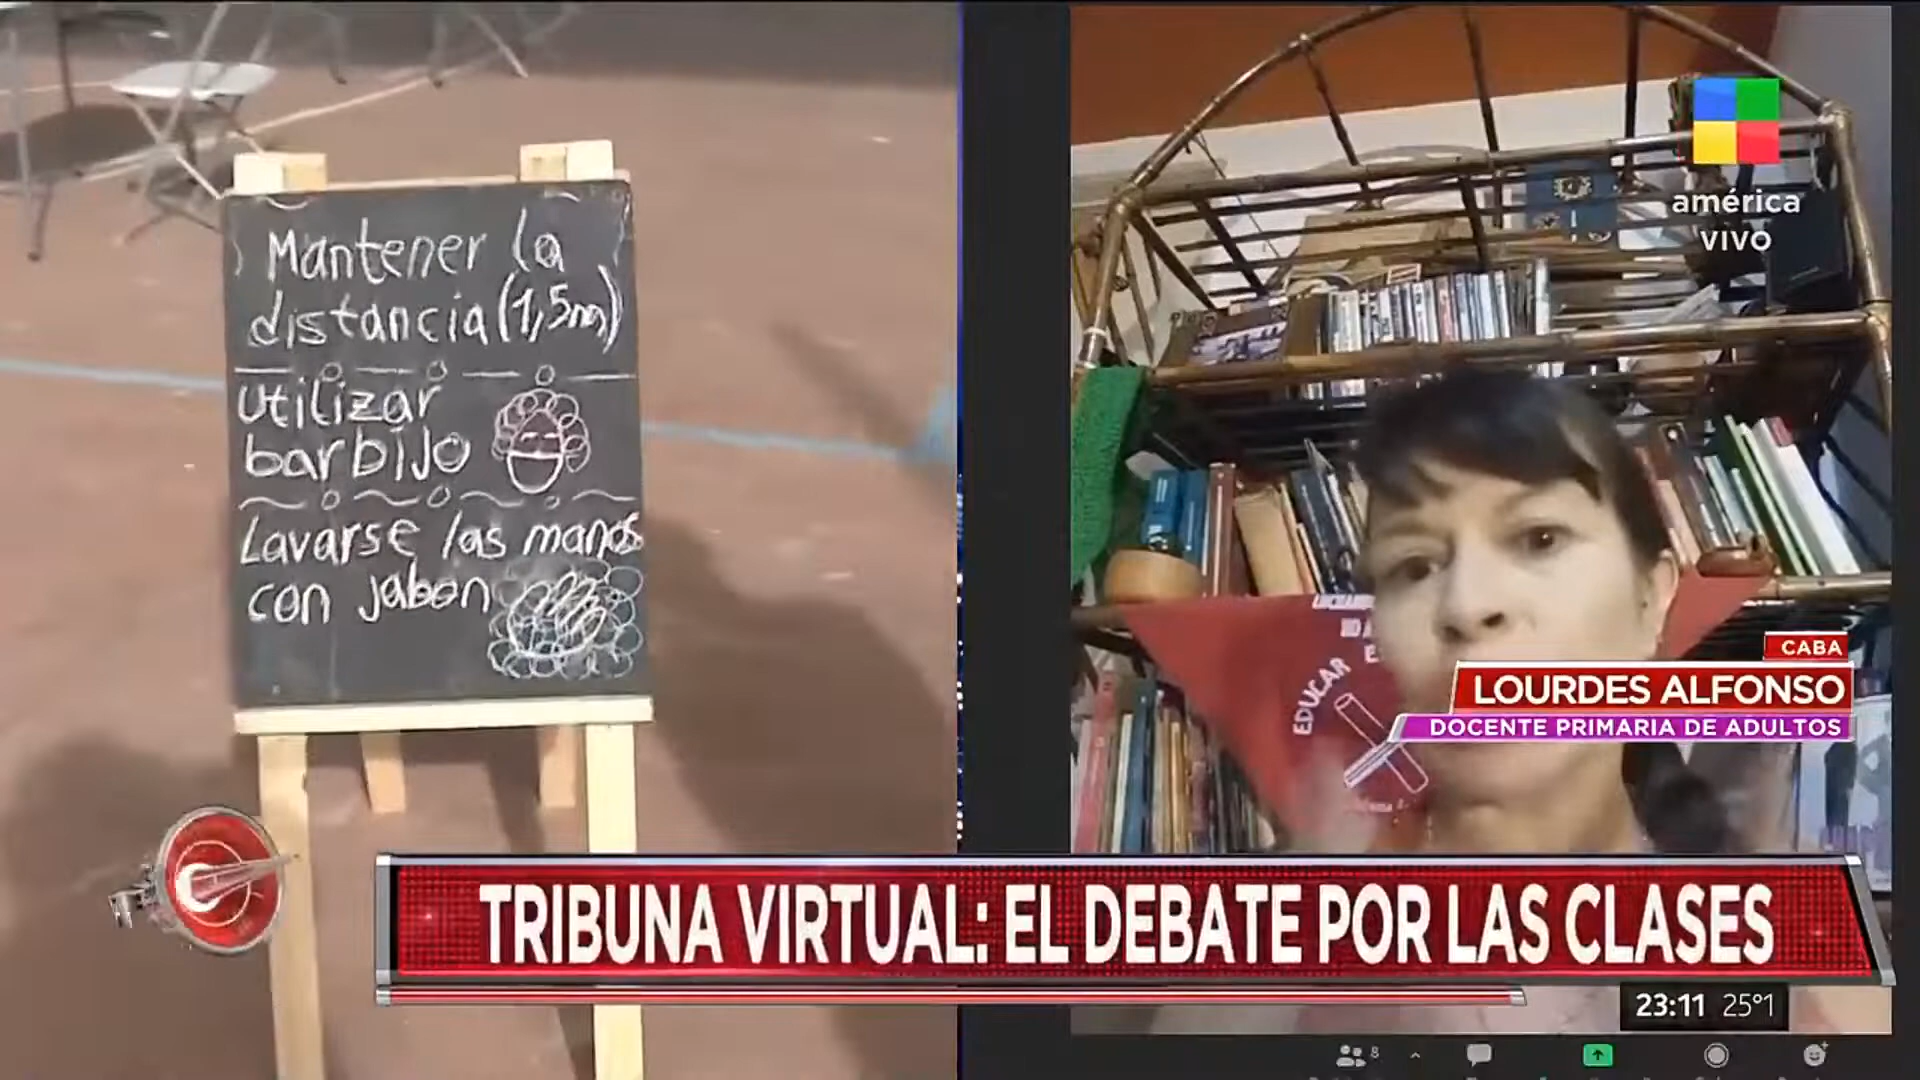 Mantener la
distancia (1,5m)
Utilizar
barbijo
Lavarse las manos
con jabon
américa
VIVO
EDUCAR
CABA
LOURDES ALFONSO
DOCENTE PRIMARIA DE ADULTOS
TRIBUNA VIRTUAL: EL DEBATE POR LAS CLASES
23:11 25°1
8